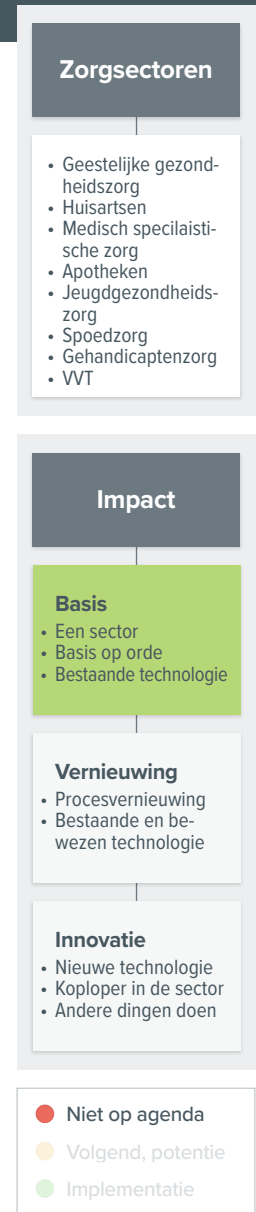 Zorgsectoren
• Geestelijke gezond-
heidszorg
• Huisartsen
• Medisch specilaisti-
sche zorg
• Apotheken
• Jeugdgezondheids-
zorg
• Spoedzorg
• Gehandicaptenzorg
• VVT
Impact
Basis
• Een sector
• Basis op orde
• Bestaande technologie
Vernieuwing
• Procesvernieuwing
• Bestaande en be-
wezen technologie
Innovatie
• Nieuwe technologie
• Koploper in de sector
• Andere dingen doen
Niet op agenda
Volgend, potentie
Implementatie